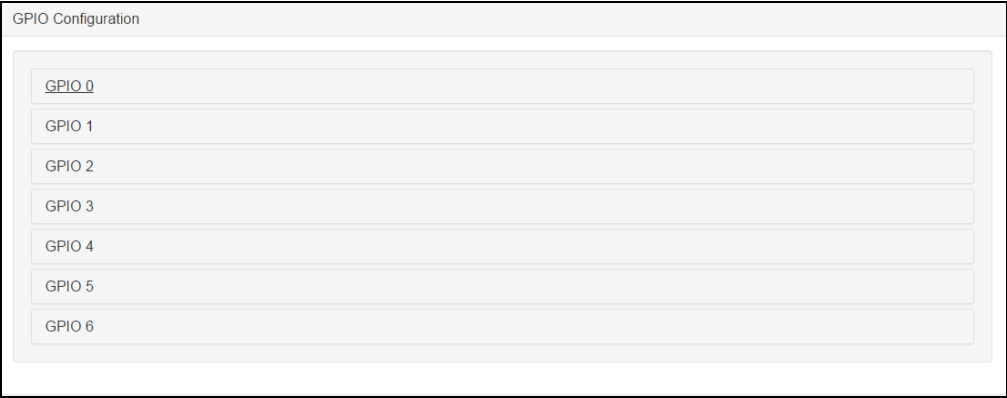 GPIO Configuration
GPIO 0
GPIO 1
GPIO 2
GPIO 3
GPIO 4
GPIO 5
GPIO 6